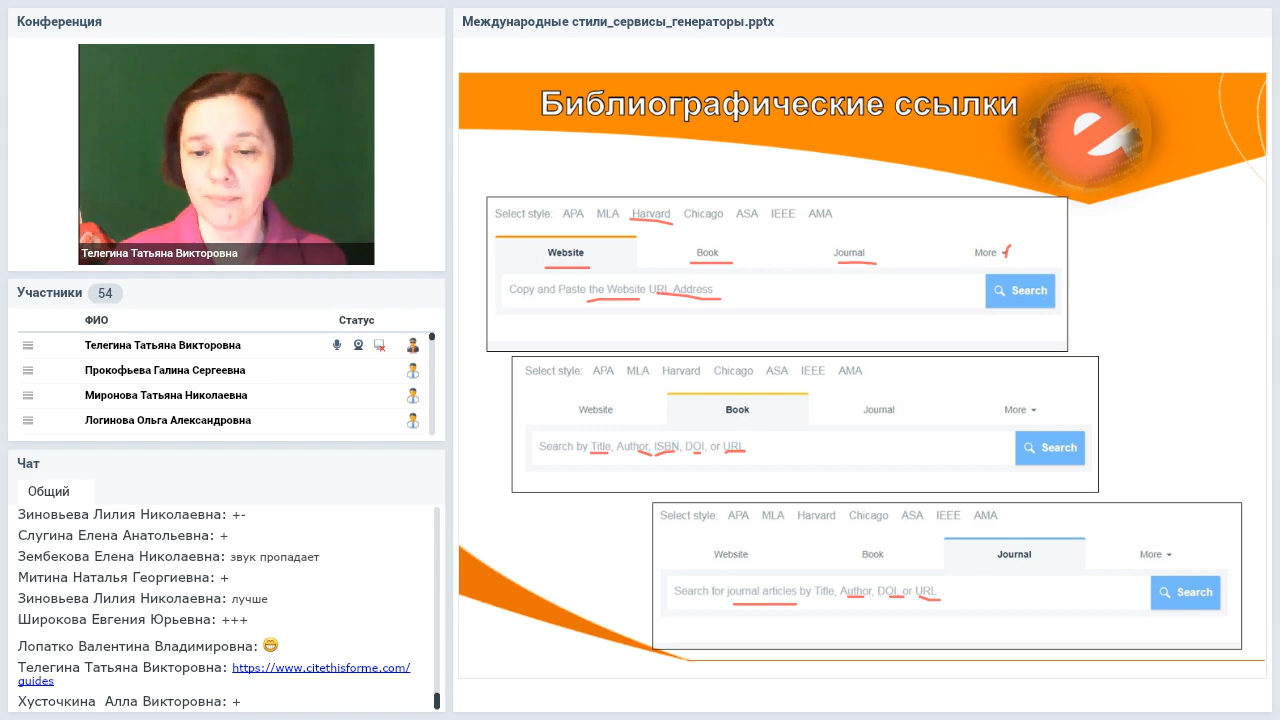 Конференция
Телегина Татьяна Викторовна
Участники 54
ФИО Статус
Телегина Татьяна Викторовна
Прокофьева Галина Сергеевна
Миронова Татьяна Николаевна
Логинова Ольга Александровна
Чат
Общий
Зиновьева Лилия Николаевна: +-
Слугина Елена Анатольевна: +
Зембекова Елена Николаевна: звук пропадает
Митина Наталья Георгиевна: +
Зиновьева Лилия Николаевна: лучше
Широкова Евгения Юрьевна: +++
Лопатко Валентина Владимировна:
Телегина Татьяна Викторовна: https://www.citethisforme.com/
guides
Хусточкина Алла Викторовна: +
Международные стили_сервисы_генераторы.pptx
Библиографические ссылки
Select style: APA MLA Harvard Chicago ASA IEEE AMA
Website Book Journal More
Copy and Paste the Website URL Address Search
Select style: APA MLA Harvard Chicago ASA IEEE AMA
Website Book Journal More
Search by Title, Author, ISBN, DOI, or URL Search
Select style: APA MLA Harvard Chicago ASA IEEE AMA
Website Book Journal More
Search for journal articles by Title, Author, DOI, or URL Search